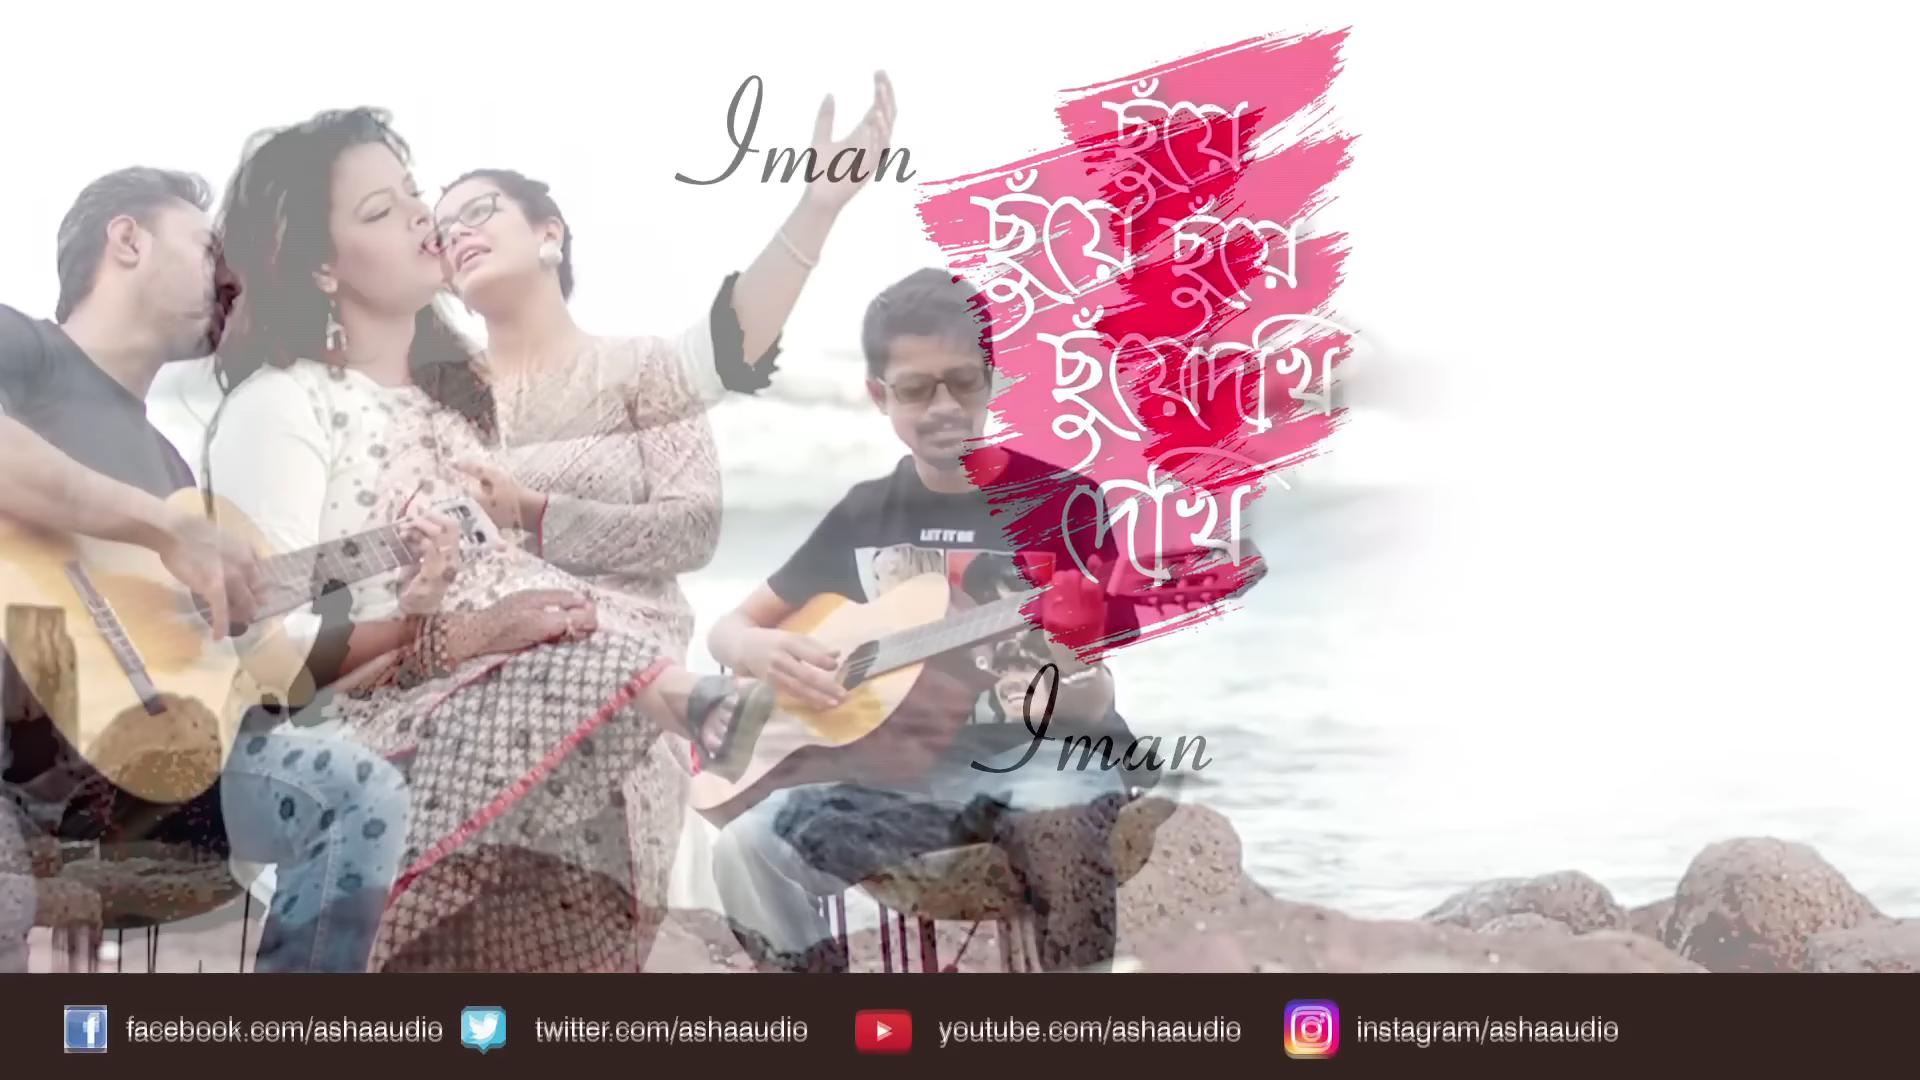 Iman
ছুঁয়ে
ছুঁয়ে ছুঁয়ে
ছুঁয়ে দেখি
দেখি
LET IT BE
Iman
facebook.com/ashaaudio
twitter.com/ashaaudio
youtube.com/ashaaudio
instagram/ashaaudio